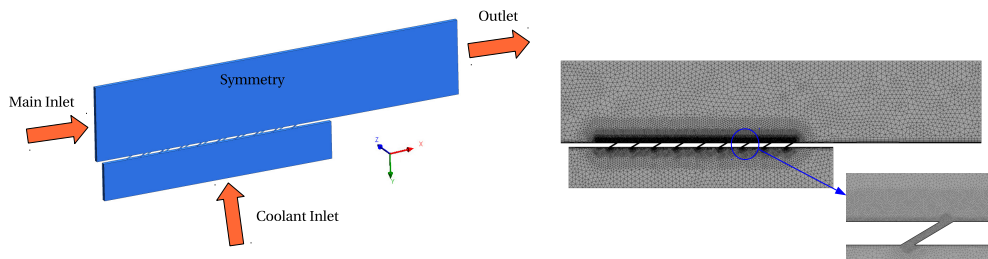 Outlet
Symmetry
Main Inlet
Z
X
Y
Coolant Inlet